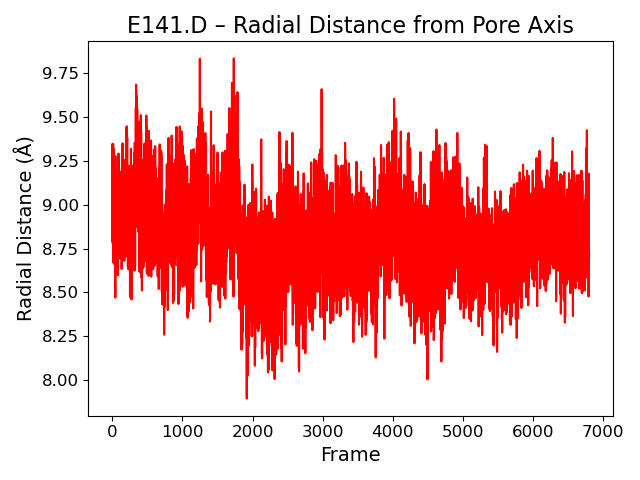 E141.D – Radial Distance from Pore Axis
Radial Distance (Å)
9.75
9.50
9.25
9.00
8.75
8.50
8.25
8.00
0 1000 2000 3000 4000 5000 6000 7000
Frame